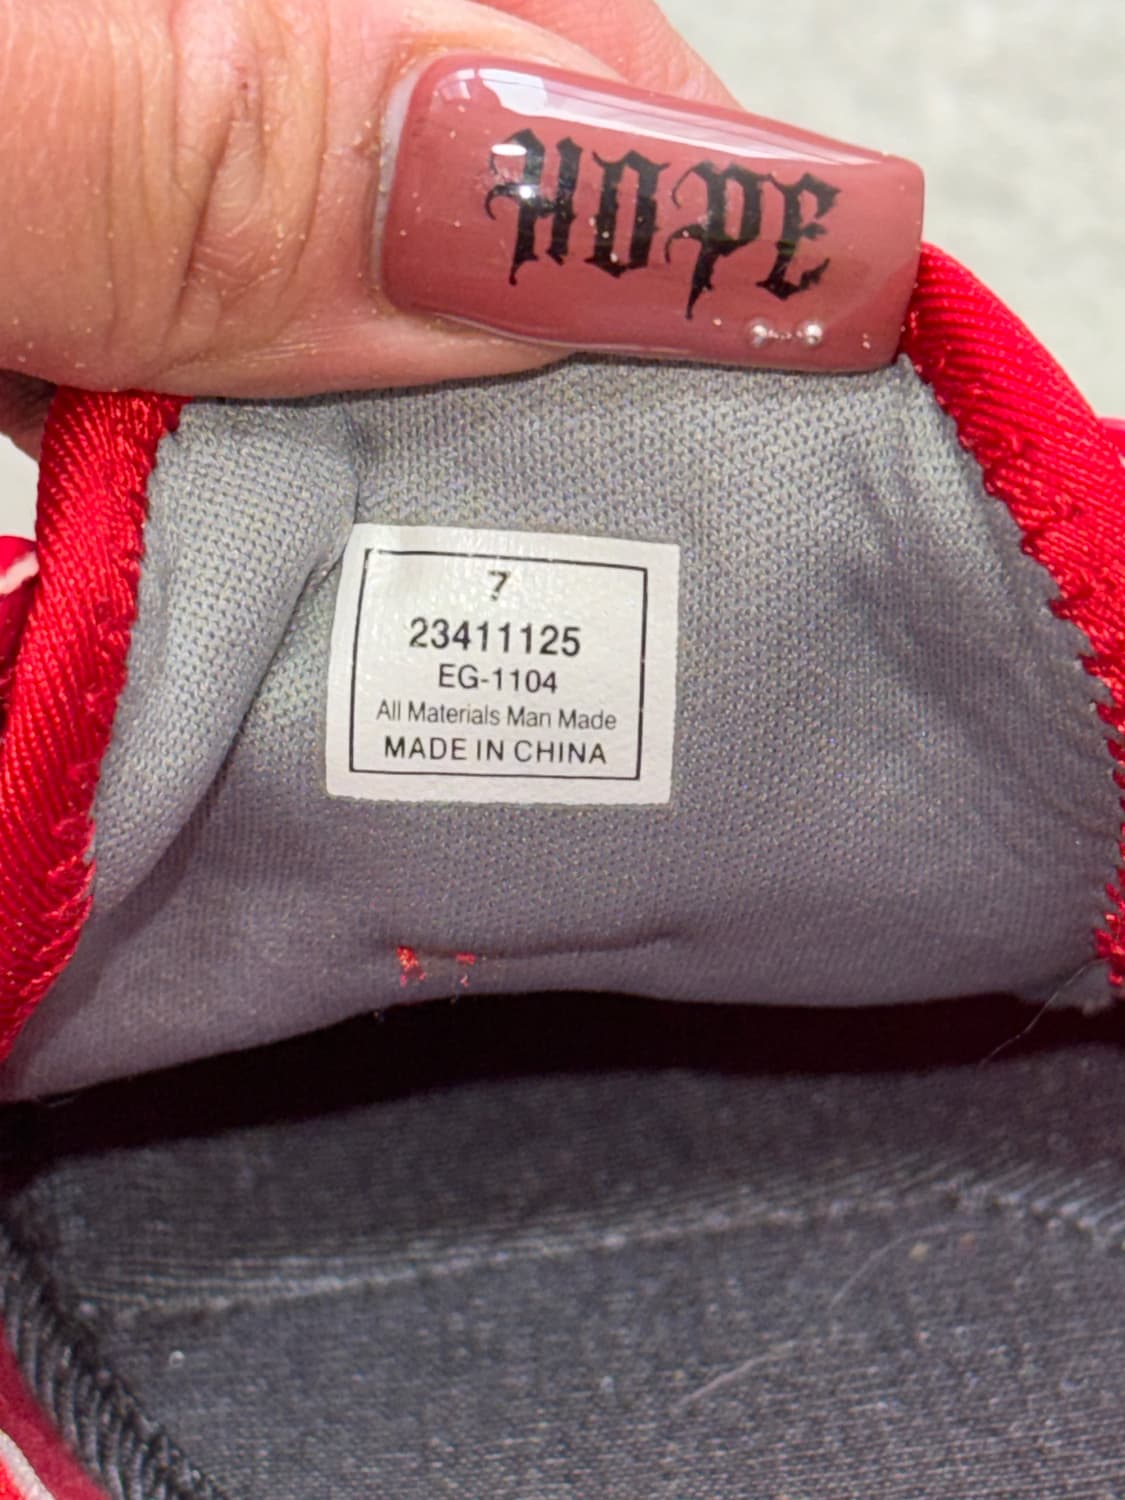 HOPE
7
23411125
EG-1104
All Materials Man Made
MADE IN CHINA